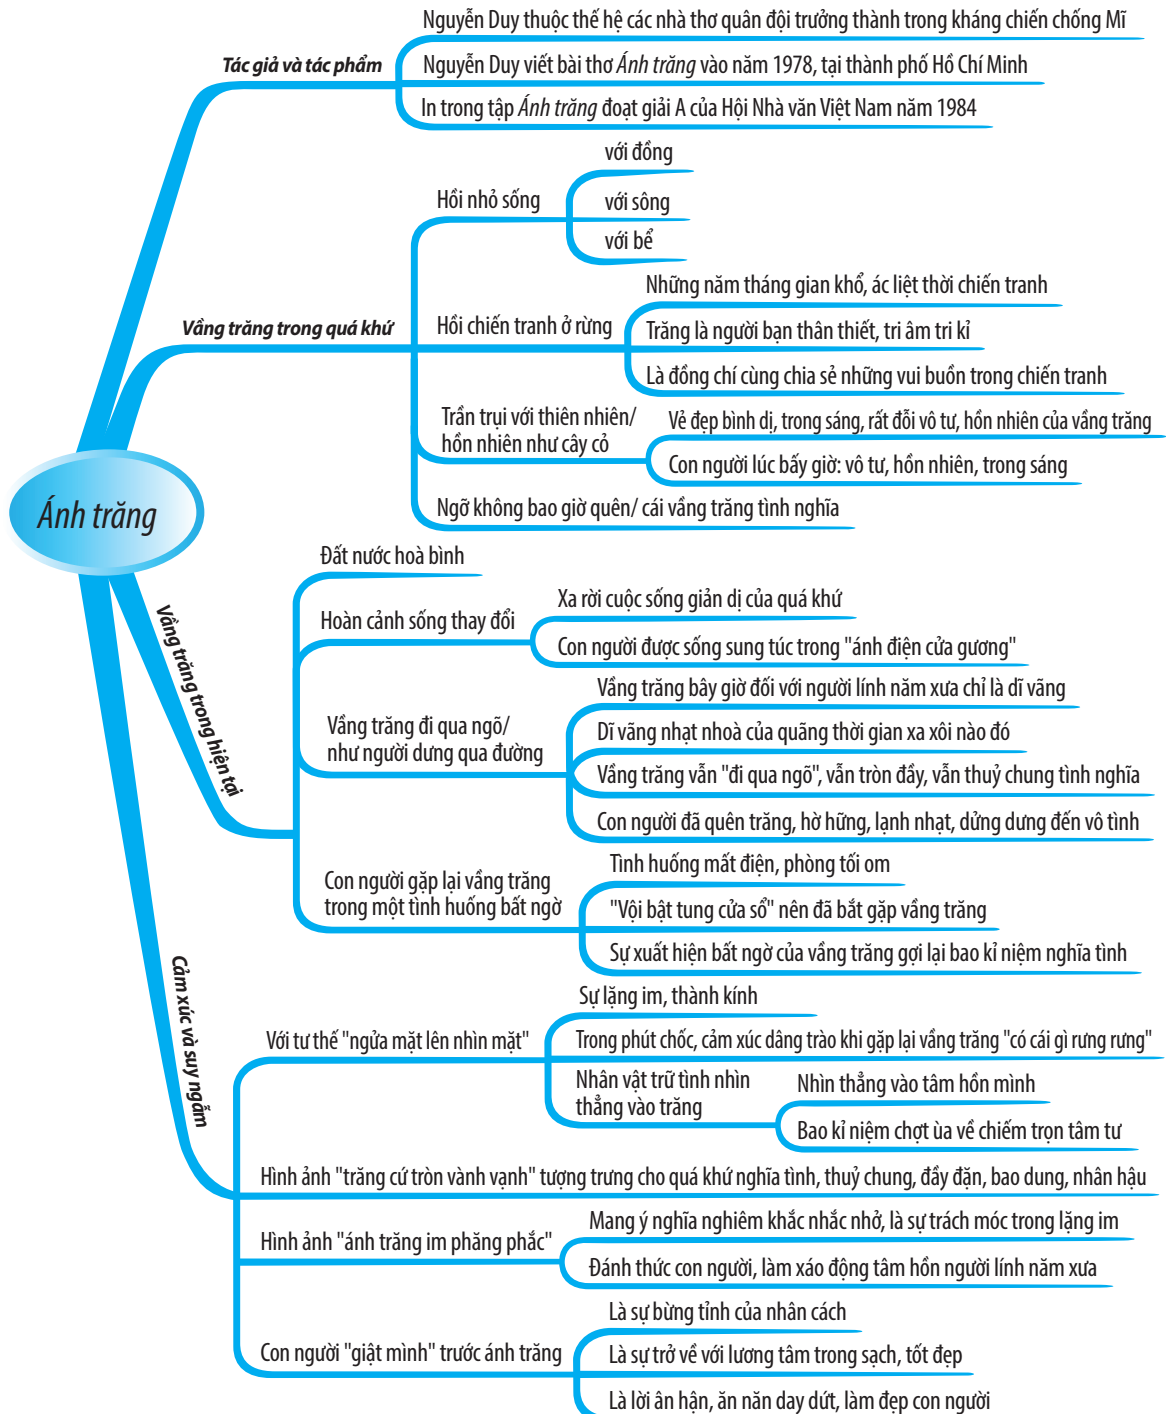 Ánh trăng
Tác giả và tác phẩm
Nguyễn Duy thuộc thế hệ các nhà thơ quân đội trưởng thành trong kháng chiến chống Mĩ
Nguyễn Duy viết bài thơ Ánh trăng vào năm 1978, tại thành phố Hồ Chí Minh
In trong tập Ánh trăng đoạt giải A của Hội Nhà văn Việt Nam năm 1984
Vầng trăng trong quá khứ
Hồi nhỏ sống
với đồng
với sông
với bể
Hồi chiến tranh ở rừng
Những năm tháng gian khổ, ác liệt thời chiến tranh
Trăng là người bạn thân thiết, tri âm tri kỉ
Là đồng chí cùng chia sẻ những vui buồn trong chiến tranh
Trần trụi với thiên nhiên/
hồn nhiên như cây cỏ
Vẻ đẹp bình dị, trong sáng, rất đỗi vô tư, hồn nhiên của vầng trăng
Con người lúc bấy giờ: vô tư, hồn nhiên, trong sáng
Ngỡ không bao giờ quên/ cái vầng trăng tình nghĩa
Vầng trăng trong hiện tại
Đất nước hoà bình
Hoàn cảnh sống thay đổi
Xa rời cuộc sống giản dị của quá khứ
Con người được sống sung túc trong "ánh điện cửa gương"
Vầng trăng đi qua ngõ/
như người dưng qua đường
Vầng trăng bây giờ đối với người lính năm xưa chỉ là dĩ vãng
Dĩ vãng nhạt nhoà của quãng thời gian xa xôi nào đó
Vầng trăng vẫn "đi qua ngõ", vẫn tròn đầy, vẫn thuỷ chung tình nghĩa
Con người đã quên trăng, hờ hững, lạnh nhạt, dửng dưng đến vô tình
Con người gặp lại vầng trăng
trong một tình huống bất ngờ
Tình huống mất điện, phòng tối om
"Vội bật tung cửa sổ" nên đã bắt gặp vầng trăng
Sự xuất hiện bất ngờ của vầng trăng gợi lại bao kỉ niệm nghĩa tình
Cảm xúc và suy ngẫm
Với tư thế "ngửa mặt lên nhìn mặt"
Sự lặng im, thành kính
Trong phút chốc, cảm xúc dâng trào khi gặp lại vầng trăng "có cái gì rưng rưng"
Nhân vật trữ tình nhìn
thẳng vào trăng
Nhìn thẳng vào tâm hồn mình
Bao kỉ niệm chợt ùa về chiếm trọn tâm tư
Hình ảnh "trăng cứ tròn vành vạnh" tượng trưng cho quá khứ nghĩa tình, thuỷ chung, đầy đặn, bao dung, nhân hậu
Hình ảnh "ánh trăng im phăng phắc"
Mang ý nghĩa nghiêm khắc nhắc nhở, là sự trách móc trong lặng im
Đánh thức con người, làm xáo động tâm hồn người lính năm xưa
Con người "giật mình" trước ánh trăng
Là sự bừng tỉnh của nhân cách
Là sự trở về với lương tâm trong sạch, tốt đẹp
Là lời ân hận, ăn năn day dứt, làm đẹp con người